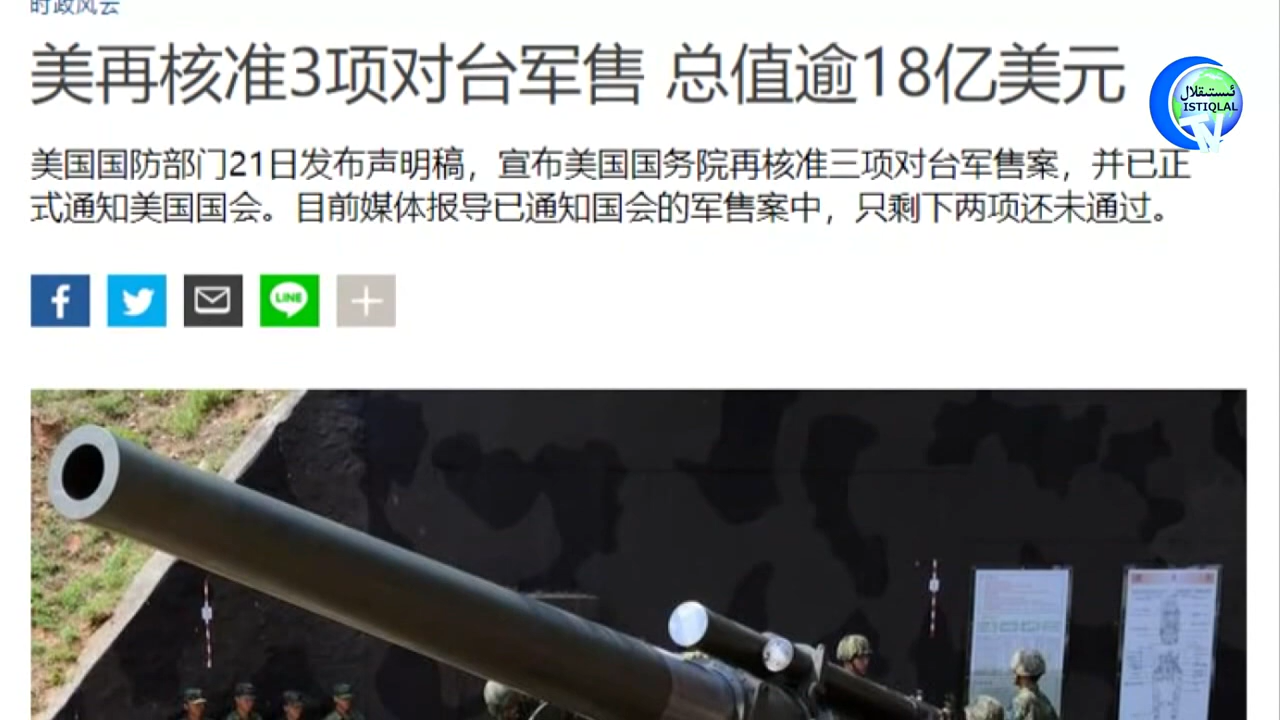 时政风云
美再核准3项对台军售 总值逾18亿美元
ئىستىقلال
ISTIQLAL
TV
美国国防部门21日发布声明稿，宣布美国国务院再核准三项对台军售案，并已正
式通知美国国会。目前媒体报导已通知国会的军售案中，只剩下两项还未通过。
LINE